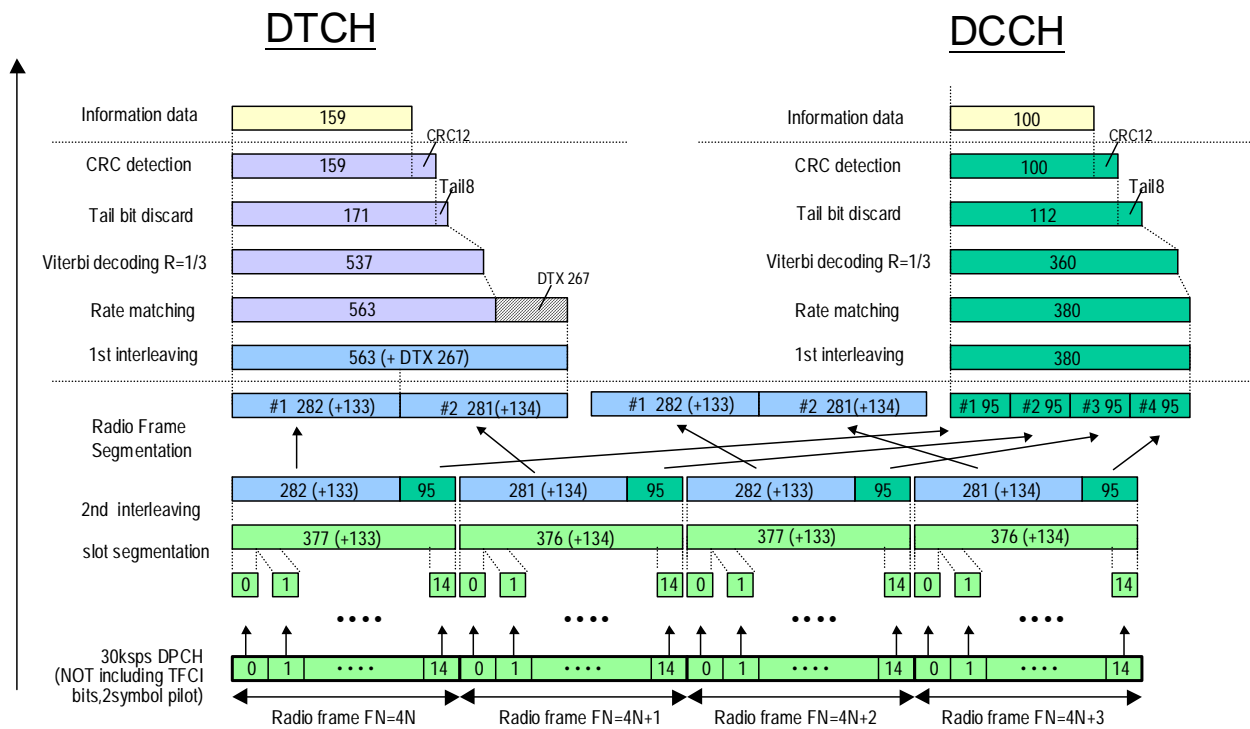 DTCH
DCCH
Information data
159
CRC12
Information data
100
CRC12
CRC detection
159
Tail8
CRC detection
100
Tail8
Tail bit discard
171
Tail bit discard
112
Viterbi decoding R=1/3
537
DTX 267
Viterbi decoding R=1/3
360
Rate matching
563
Rate matching
380
1st interleaving
563 (+ DTX 267)
1st interleaving
380
#1 282 (+133)
#2 281(+134)
#1 282 (+133)
#2 281(+134)
#1 95
#2 95
#3 95
#4 95
Radio Frame
Segmentation
282 (+133)
95
281 (+134)
95
282 (+133)
95
281 (+134)
95
2nd interleaving
377 (+133)
376 (+134)
377 (+133)
376 (+134)
slot segmentation
0
1
14
0
1
14
0
1
14
0
1
14
••••
••••
••••
••••
30ksps DPCH
(NOT including TFCI
bits,2symbol pilot)
0
1
••••
14
0
1
••••
14
0
1
••••
14
0
1
••••
14
Radio frame FN=4N
Radio frame FN=4N+1
Radio frame FN=4N+2
Radio frame FN=4N+3